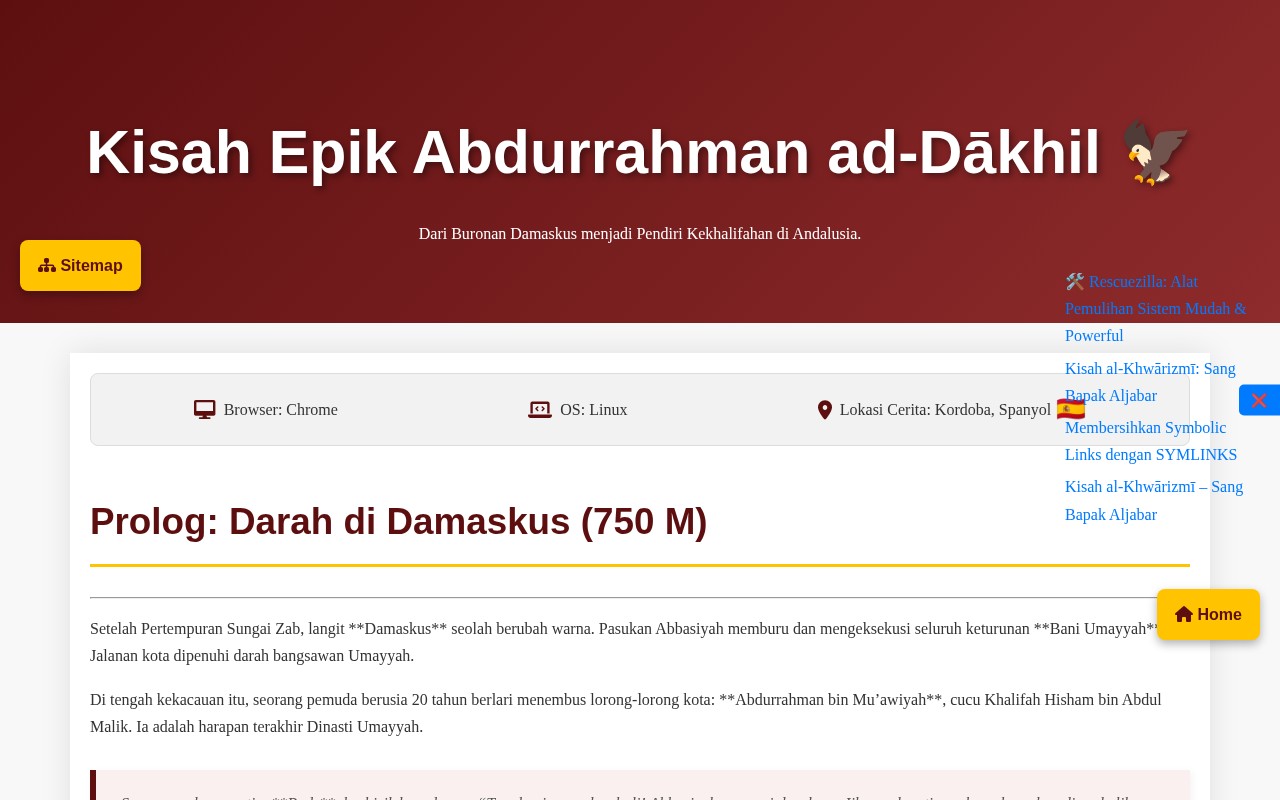 Kisah Epik Abdurrahman ad-Dākhil 🦅
Dari Buronan Damaskus menjadi Pendiri Kekhalifahan di Andalusia.
Sitemap
🛠️ Rescuezilla: Alat
Pemulihan Sistem Mudah &
Powerful
Kisah al-Khwārizmī: Sang
Bapak Aljabar
Membersihkan Symbolic
Links dengan SYMLINKS
Kisah al-Khwārizmī – Sang
Bapak Aljabar
Browser: Chrome
OS: Linux
Lokasi Cerita: Kordoba, Spanyol 🇪🇸
Prolog: Darah di Damaskus (750 M)
Home
Setelah Pertempuran Sungai Zab, langit **Damaskus** seolah berubah warna. Pasukan Abbasiyah memburu dan mengeksekusi seluruh keturunan **Bani Umayyah**
Jalanan kota dipenuhi darah bangsawan Umayyah.
Di tengah kekacauan itu, seorang pemuda berusia 20 tahun berlari menembus lorong-lorong kota: **Abdurrahman bin Mu’awiyah**, cucu Khalifah Hisham bin Abdul
Malik. Ia adalah harapan terakhir Dinasti Umayyah.